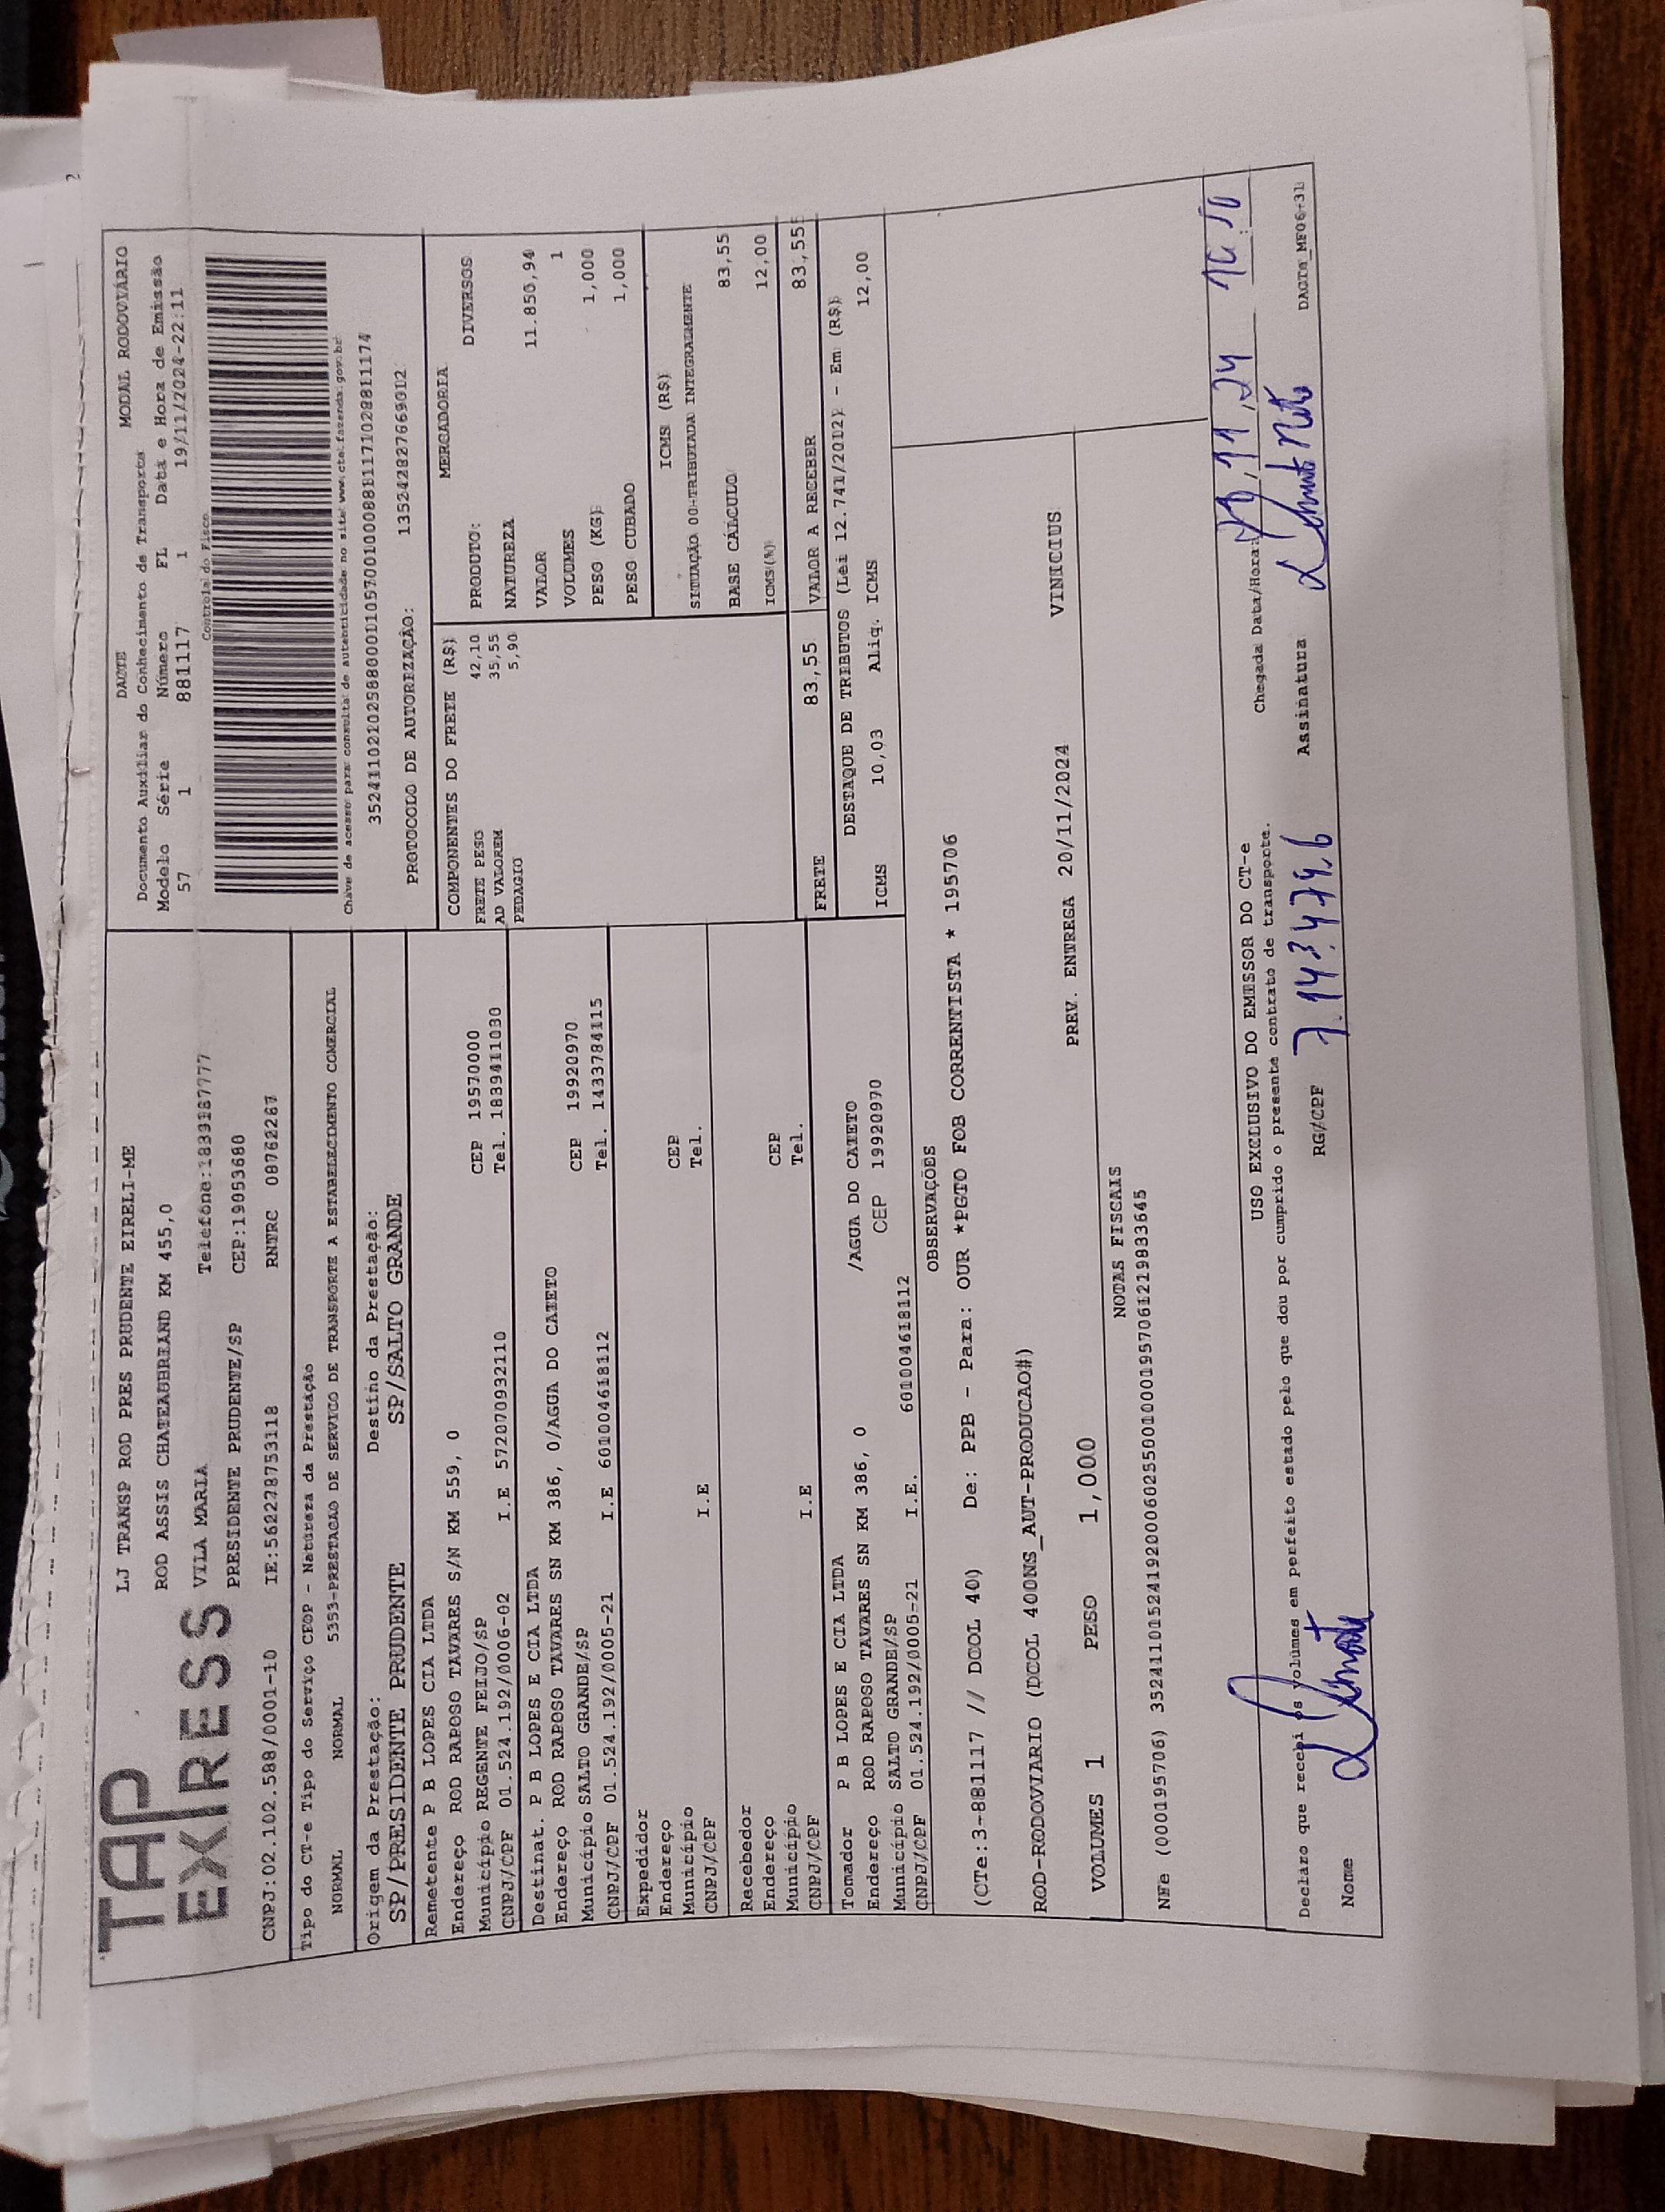 TAP
EXPRESS
LJ TRANSP ROD PRES PRUDENTE EIRELI-ME
ROD ASSIS CHATEAUBRIAND KM 455,0
VILA MARIA Telefone:1839187777
PRESIDENTE PRUDENTE/SP CEP:19053680
CNPJ:02.102.588/0001-10 IE:562278753118 RNTRC 08762267
DACTE MODAL RODOVIÁRIO
Documento Auxiliar do Conhecimento de Transporte
Modelo Série Número FL Data e Hora de Emissão
57 1 881117 1 19/11/2024-22:11
Controle do Fisco
Chave de acesso para consulta de autenticidade no site www.cte.fazenda.gov.br
352411021025880001105700100088111711028811174
PROTOCOLO DE AUTORIZAÇÃO: 135242827669012
Tipo do CT-e Tipo do Serviço CFOP - Natureza da Prestação
NORMAL NORMAL 5353-PRESTACAO DE SERVICO DE TRANSPORTE A ESTABELECIMENTO COMERCIAL
Origem da Prestação: Destino da Prestação:
SP/PRESIDENTE PRUDENTE SP/SALTO GRANDE
Remetente P B LOPES CIA LTDA
Endereço ROD RAPOSO TAVARES S/N KM 559, 0
Município REGENTE FEIJO/SP CEP 19570000
CNPJ/CPF 01.524.192/0006-02 I.E 572070932110 Tel. 1839411030
Destinat. P B LOPES E CIA LTDA
Endereço ROD RAPOSO TAVARES SN KM 386, 0/AGUA DO CATETO
Município SALTO GRANDE/SP CEP 19920970
CNPJ/CPF 01.524.192/0005-21 I.E 601004618112 Tel. 1433784115
Expedidor
Endereço
Município CEP
CNPJ/CPF I.E Tel.
Recebedor
Endereço
Município CEP
CNPJ/CPF I.E Tel.
Tomador P B LOPES E CIA LTDA
Endereço ROD RAPOSO TAVARES SN KM 386, 0 /AGUA DO CATETO
Município SALTO GRANDE/SP CEP 19920970
CNPJ/CPF 01.524.192/0005-21 I.E. 601004618112
COMPONENTES DO FRETE (R$)
FRETE PESO 42,10
AD VALOREM 35,55
PEDAGIO 5,90
MERCADORIA
PRODUTO: DIVERSOS
NATUREZA
VALOR 11.850,94
VOLUMES 1
PESO (KG) 1,000
PESO CUBADO 1,000
ICMS (R$)
SITUAÇÃO 00-TRIBUTADA INTEGRALMENTE
BASE CÁLCULO 83,55
ICMS(%) 12,00
FRETE 83,55 VALOR A RECEBER 83,55
DESTAQUE DE TRIBUTOS (Lei 12.741/2012) - Em (R$)
ICMS 10,03 Aliq. ICMS 12,00
OBSERVAÇÕES
(CTe:3-881117 // DCOL 40) De: PPB - Para: OUR *PGTO FOB CORRENTISTA * 195706
ROD-RODOVIARIO (DCOL 400NS_AUT-PRODUCAO#)
VOLUMES 1 PESO 1,000 PREV. ENTREGA 20/11/2024 VINICIUS
NOTAS FISCAIS
NFe (000195706) 35241101524192000602550010001957061219833645
USO EXCLUSIVO DO EMISSOR DO CT-e
Declaro que recebi os volumes em perfeito estado pelo que dou por cumprido o presente contrato de transporte.
Chegada Data/Hora:
Nome RG/CPF 7.143.474.6 Assinatura
DACTA_MF06+31